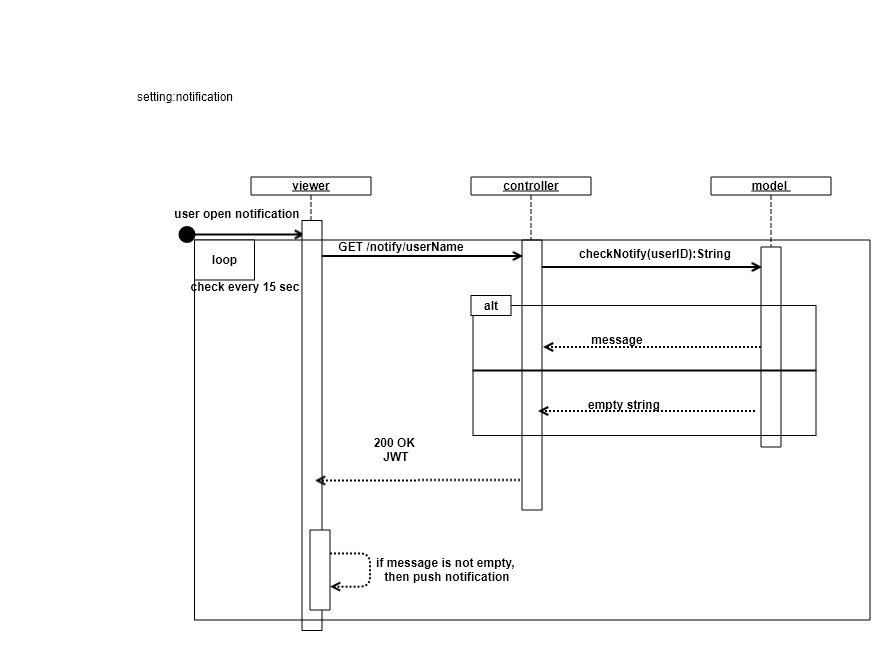 setting:notification
viewer
controller
model
user open notification
GET /notify/userName
checkNotify(userID):String
loop
check every 15 sec
alt
message
empty string
200 OK
JWT
if message is not empty,
then push notification